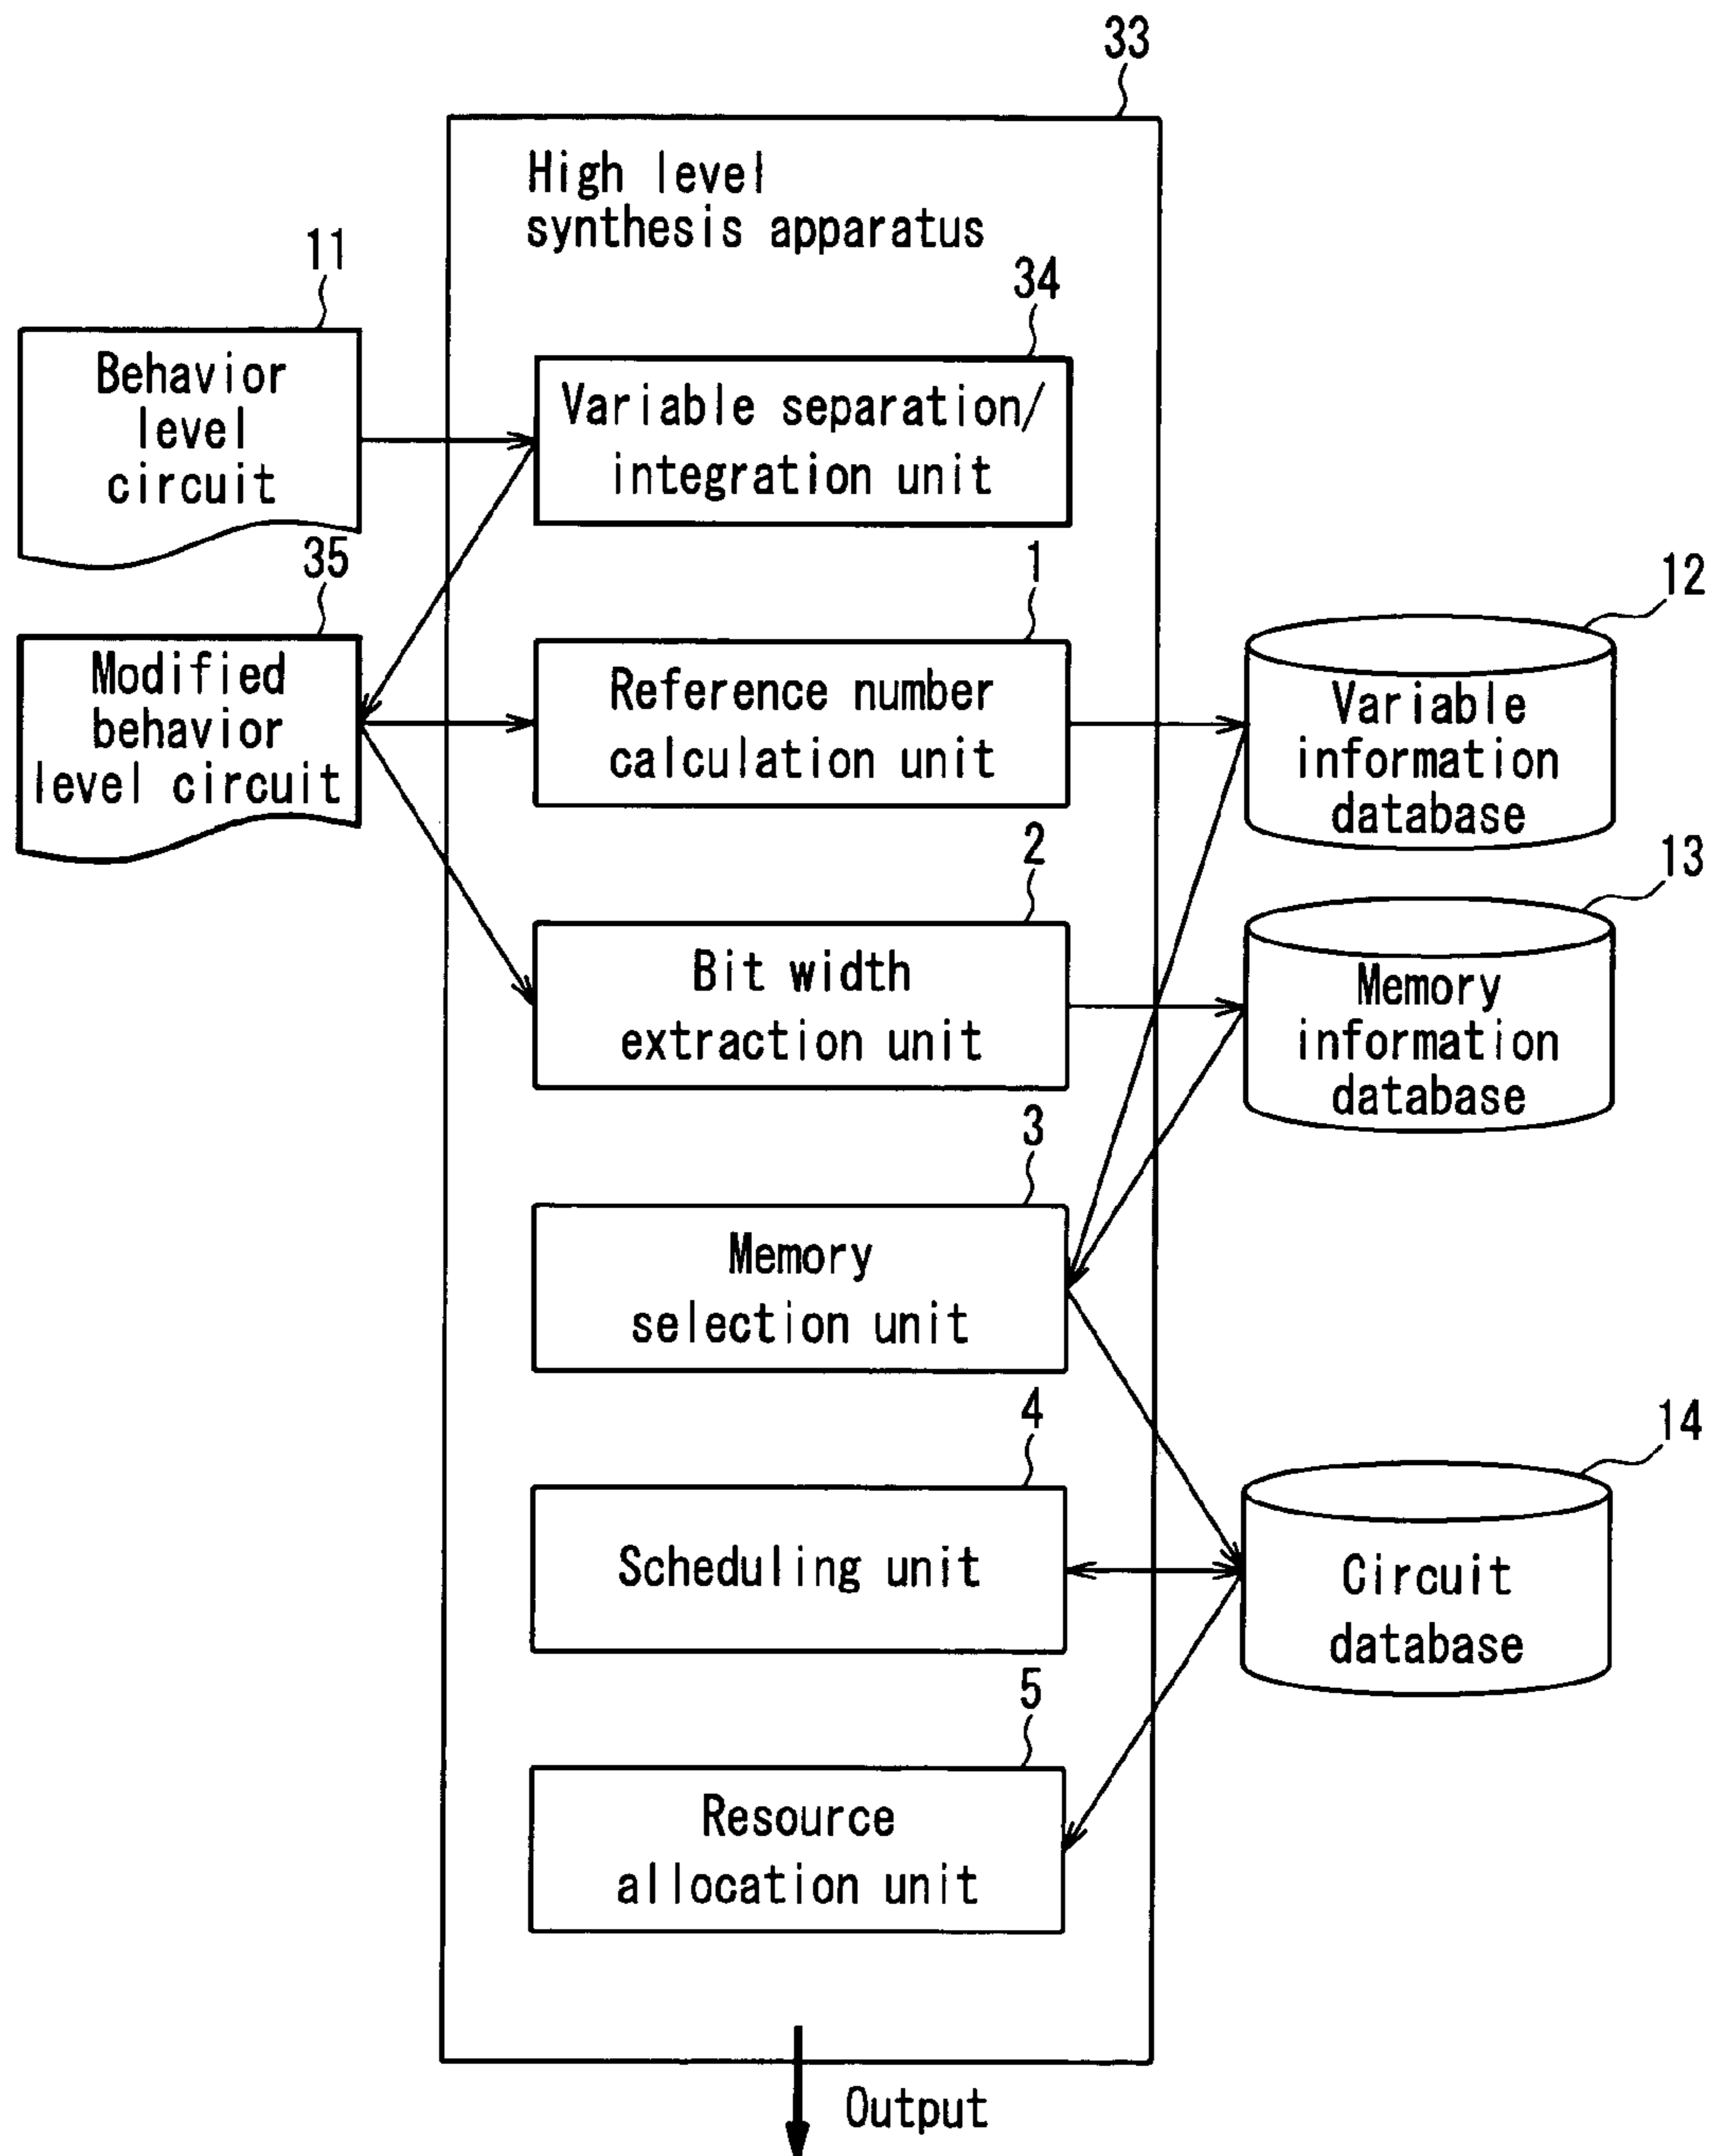 33
High level
synthesis apparatus
11
34
Behavior
level
circuit
Variable separation/
integration unit
35
1
12
Modified
behavior
level circuit
Reference number
calculation unit
Variable
information
database
2
13
Bit width
extraction unit
Memory
information
database
3
Memory
selection unit
4
14
Scheduling unit
Circuit
database
5
Resource
allocation unit
Output